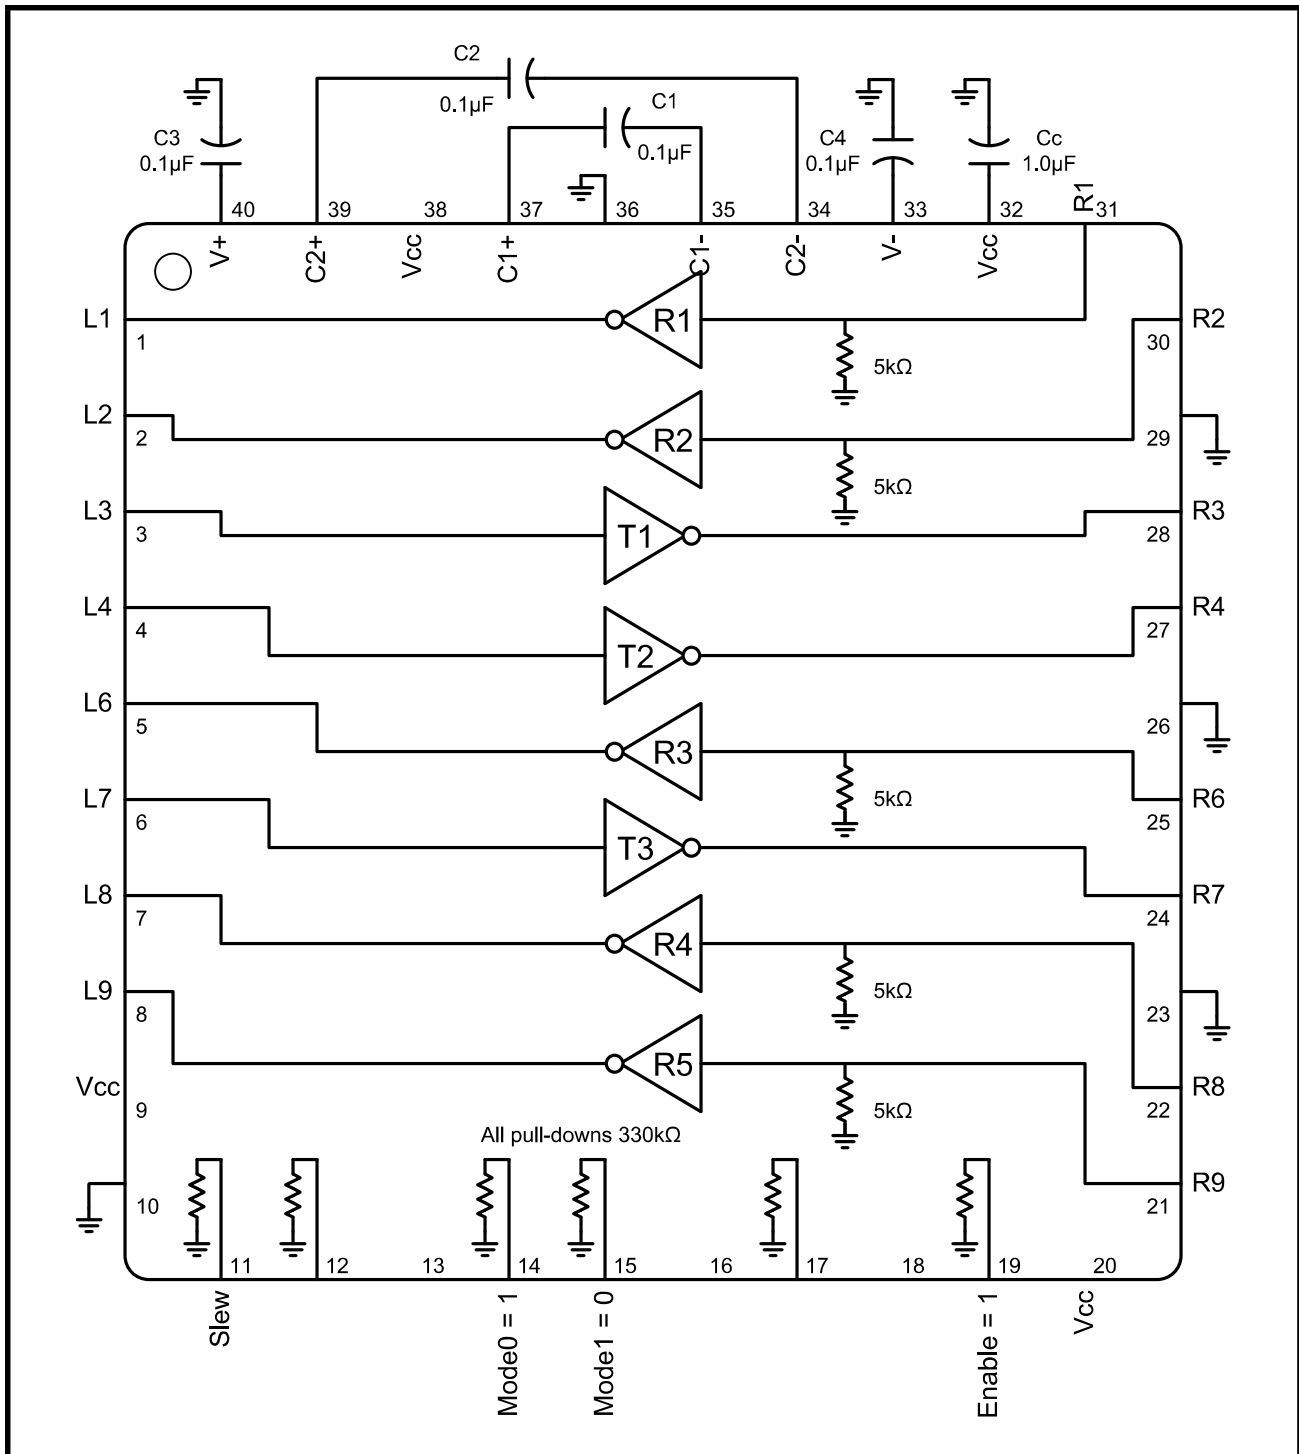 C2
0.1µF
C1
0.1µF
C3
0.1µF
C4
0.1µF
Cc
1.0µF
R1
40 39 38 37 36 35 34 33 32 31
V+ C2+ Vcc C1+ C1- C2- V- Vcc
L1 R1 R2
1 30
5kΩ
L2 R2
2 29
5kΩ
L3 T1 R3
3 28
L4 T2 R4
4 27
L6 R3
5 26
L7 5kΩ R6
6 25
T3
L8 R7
7 24
R4
L9 5kΩ
8 23
R5
Vcc R8
9 5kΩ 22
All pull-downs 330kΩ
R9
10 21
11 12 13 14 15 16 17 18 19 20
Slew Mode0 = 1 Mode1 = 0 Enable = 1 Vcc